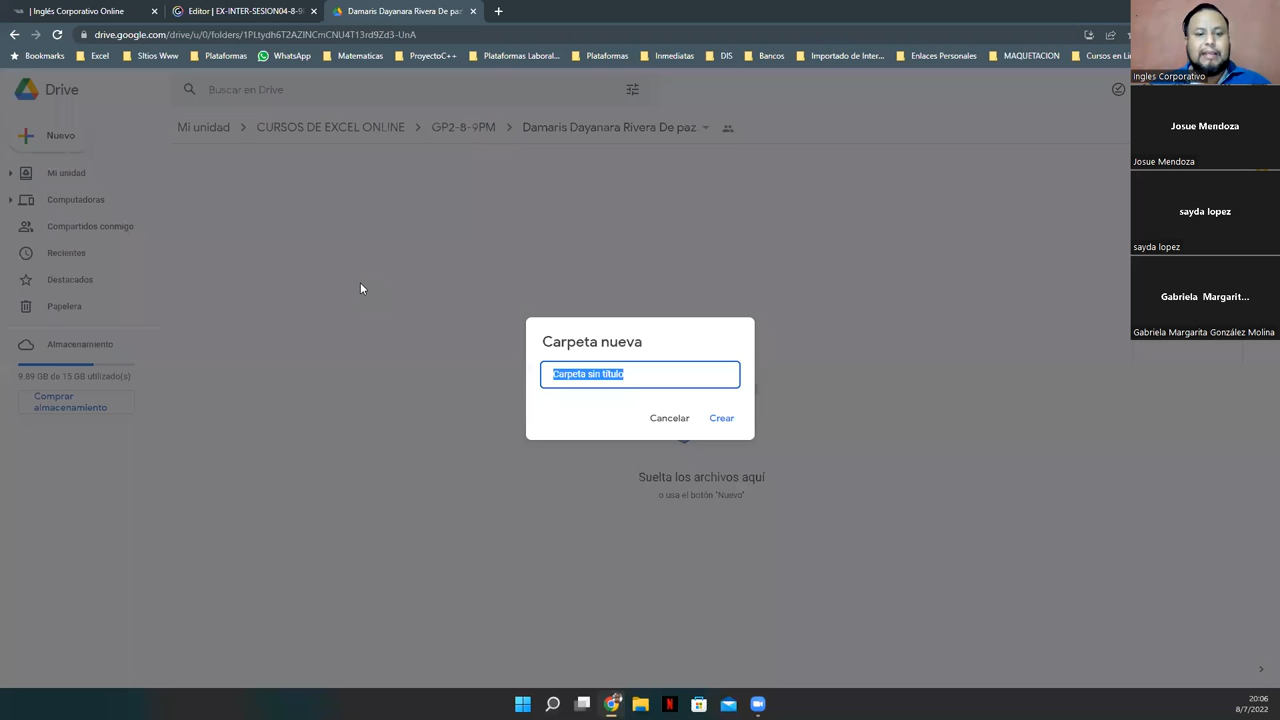 | Inglés Corporativo Online
Editor | EX-INTER-SESION04-8-9
Damaris Dayanara Rivera De paz
drive.google.com/drive/u/0/folders/1PLtydh6T2AZINCmCNU4T13rd9Zd3-UnA
Bookmarks
Excel
Sitios Www
Plataformas
WhatsApp
Matematicas
ProyectoC++
Plataformas Laboral...
Plataformas
Inmediatas
DIS
Bancos
Importado de Inter...
Enlaces Personales
MAQUETACION
Cursos en Li
Drive
Buscar en Drive
Nuevo
Mi unidad
CURSOS DE EXCEL ONLINE
GP2-8-9PM
Damaris Dayanara Rivera De paz
Mi unidad
Computadoras
Compartidos conmigo
Recientes
Destacados
Papelera
Almacenamiento
9.89 GB de 15 GB utilizado(s)
Comprar
almacenamiento
Carpeta nueva
Carpeta sin título
Cancelar
Crear
Suelta los archivos aquí
o usa el botón "Nuevo"
Ingles Corporativo
Josue Mendoza
Josue Mendoza
sayda lopez
sayda lopez
Gabriela Margarit...
Gabriela Margarita González Molina
20:06
8/7/2022